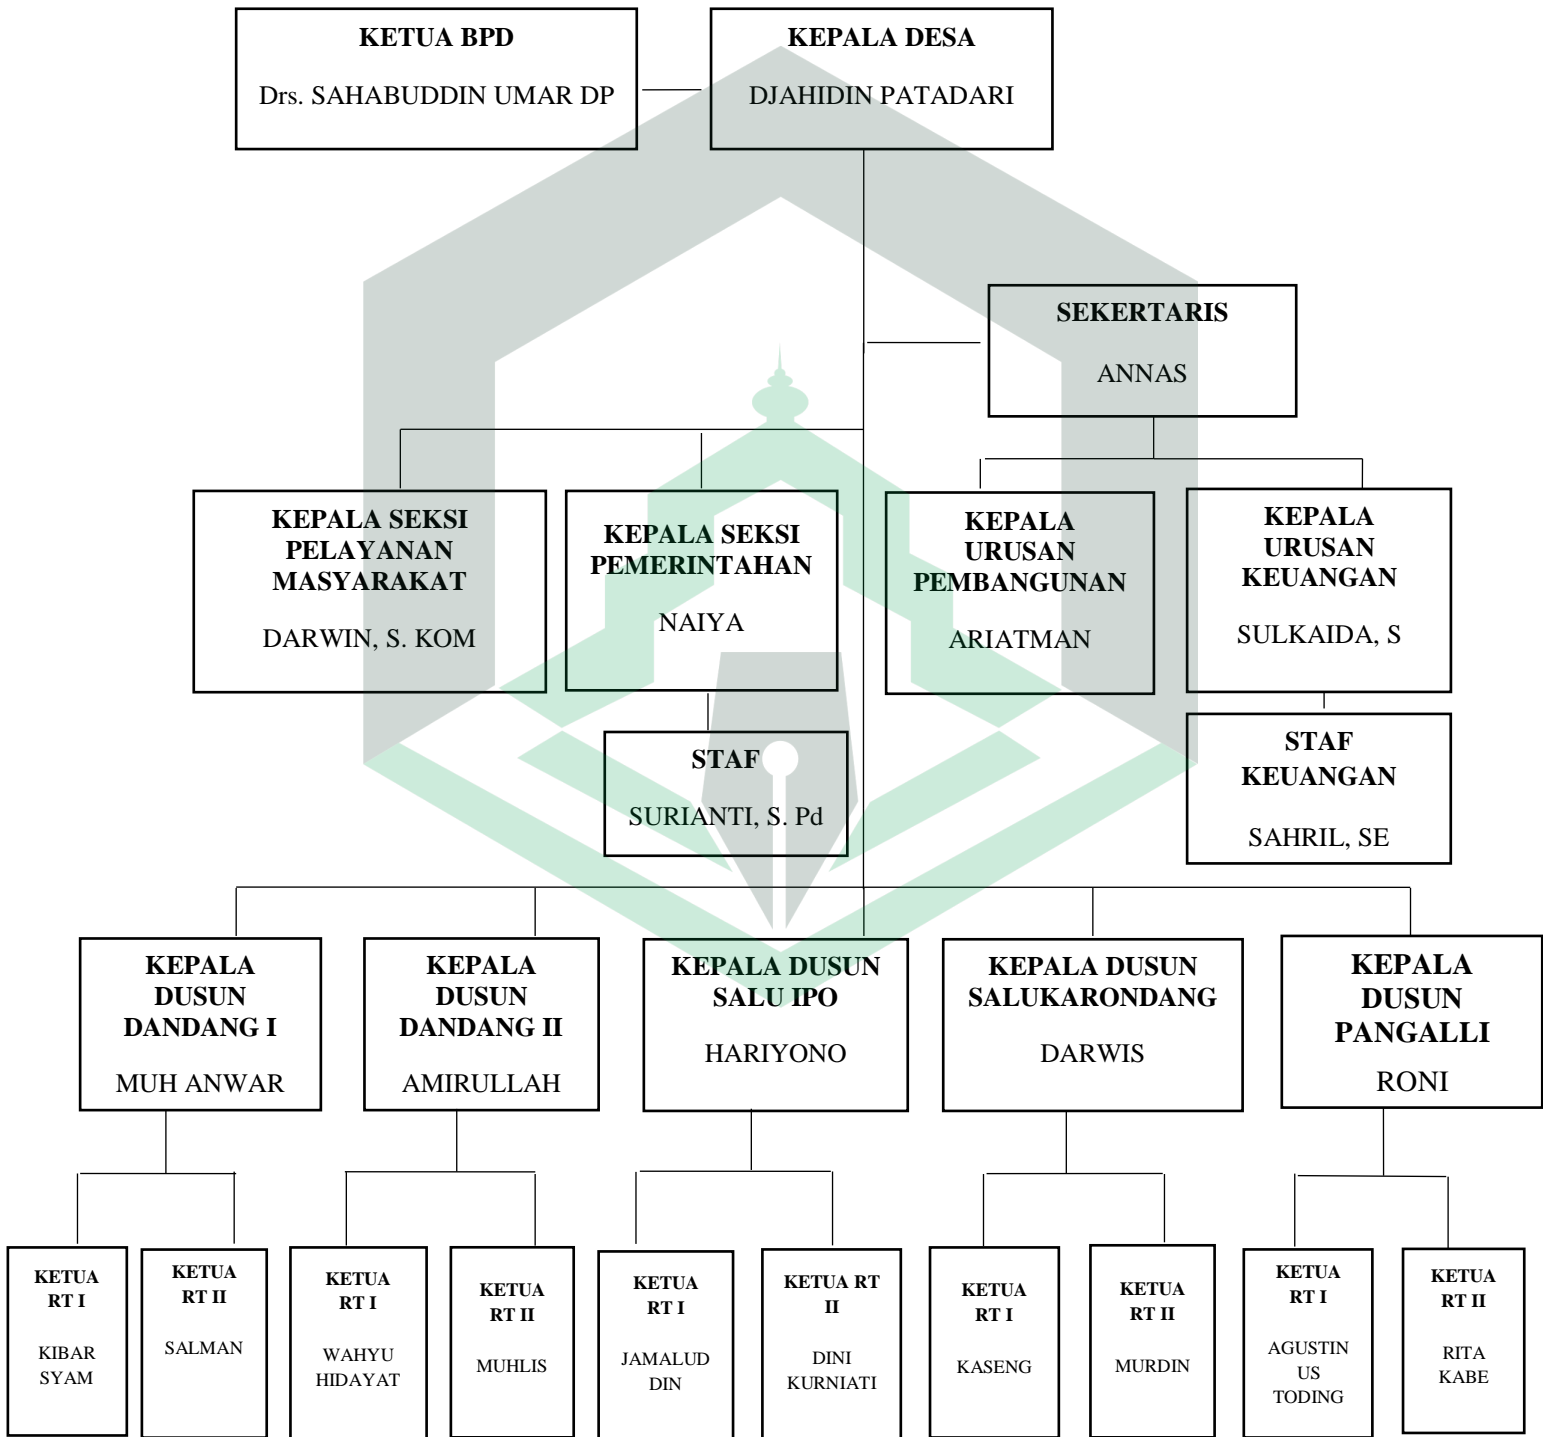 KETUA BPD
Drs. SAHABUDDIN UMAR DP
KEPALA DESA
DJAHIDIN PATADARI
SEKERTARIS
ANNAS
KEPALA SEKSI
PELAYANAN
MASYARAKAT
DARWIN, S. KOM
KEPALA SEKSI
PEMERINTAHAN
NAIYA
KEPALA
URUSAN
PEMBANGUNAN
ARIATMAN
KEPALA
URUSAN
KEUANGAN
SULKAIDA, S
STAF
SURIANTI, S. Pd
STAF
KEUANGAN
SAHRIL, SE
KEPALA
DUSUN
DANDANG I
MUH ANWAR
KEPALA
DUSUN
DANDANG II
AMIRULLAH
KEPALA DUSUN
SALU IPO
HARIYONO
KEPALA DUSUN
SALUKARONDANG
DARWIS
KEPALA
DUSUN
PANGALLI
RONI
KETUA
RT I
KIBAR
SYAM
KETUA
RT II
SALMAN
KETUA
RT I
WAHYU
HIDAYAT
KETUA
RT II
MUHLIS
KETUA
RT I
JAMALUD
DIN
KETUA RT
II
DINI
KURNIATI
KETUA
RT I
KASENG
KETUA
RT II
MURDIN
KETUA
RT I
AGUSTIN
US
TODING
KETUA
RT II
RITA
KABE